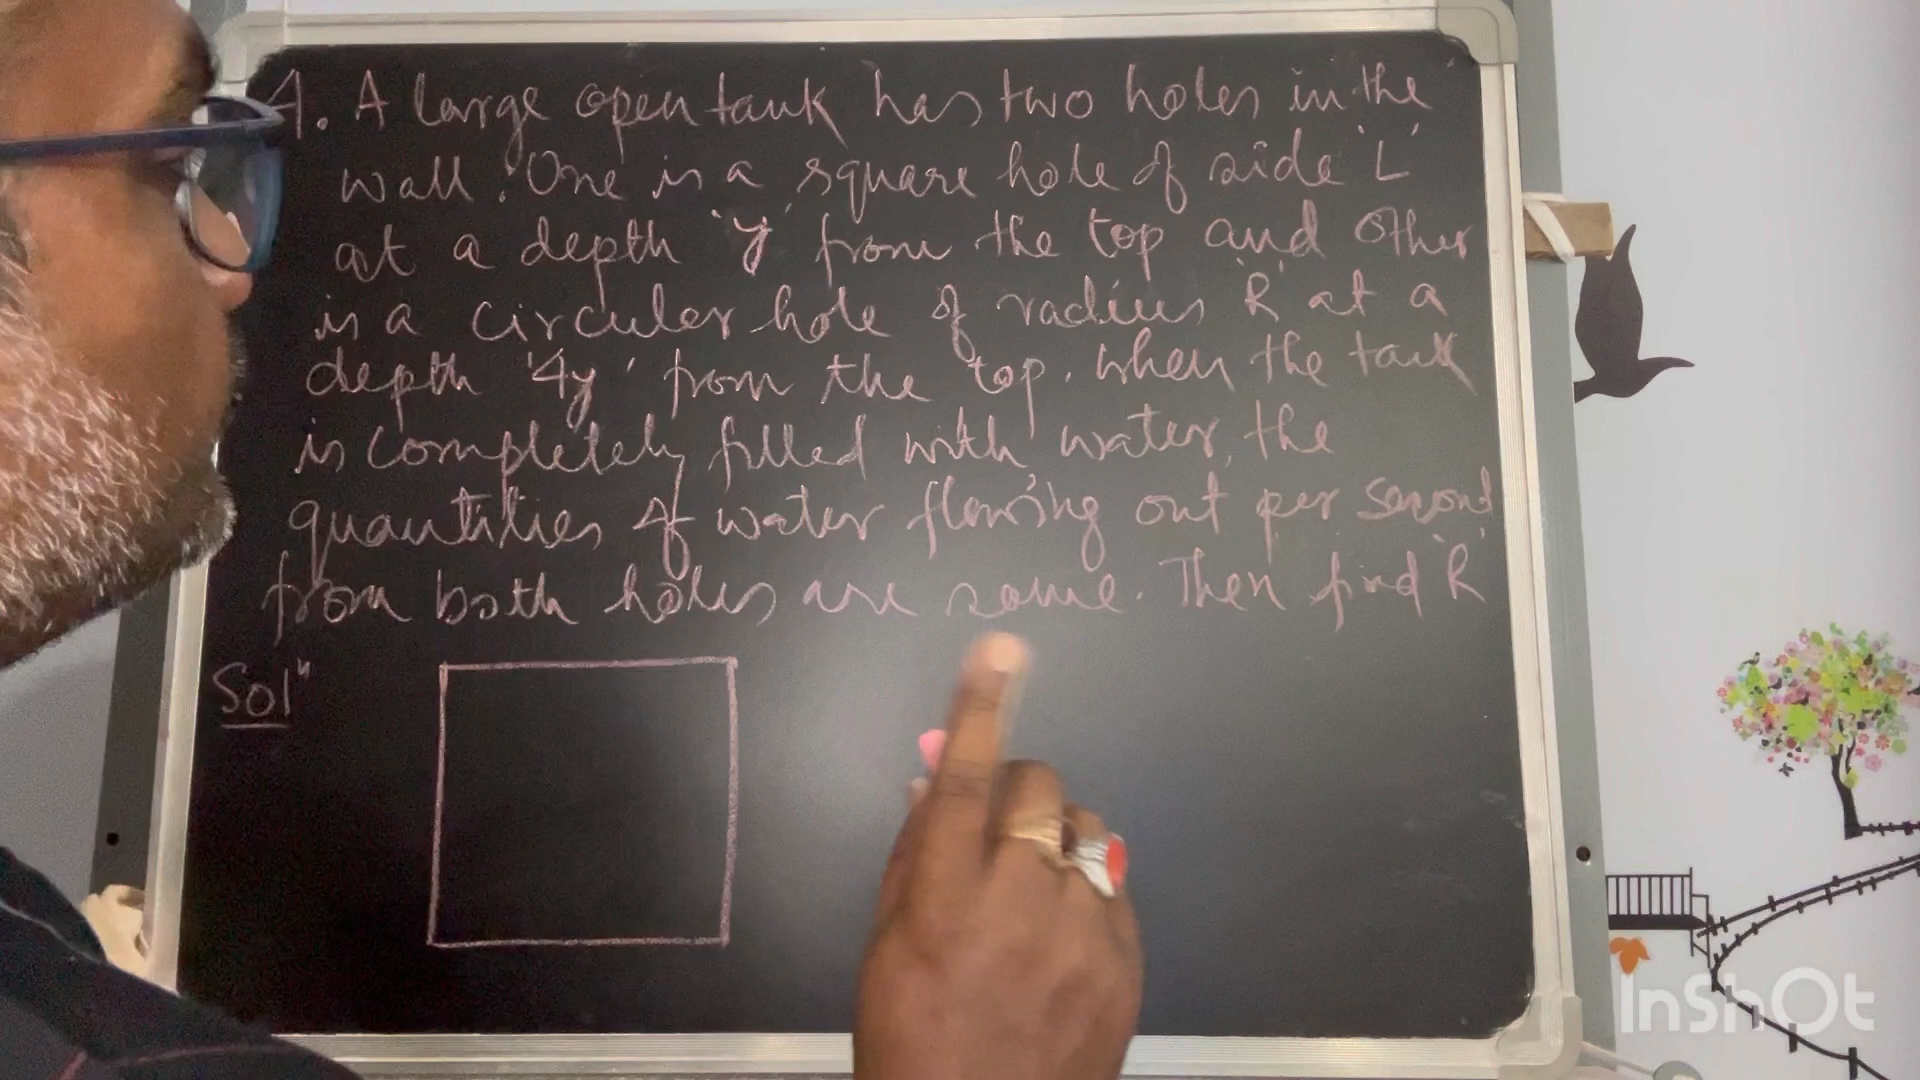 4. A large open tank has two holes in the
wall. One is a square hole of side 'L'
at a depth 'y' from the top and other
is a circular hole of radius 'R' at a
depth '4y' from the top. When the tank
is completely filled with water, the
quantities of water flowing out per second
from both holes are same. Then find 'R'
Solⁿ
InShOt